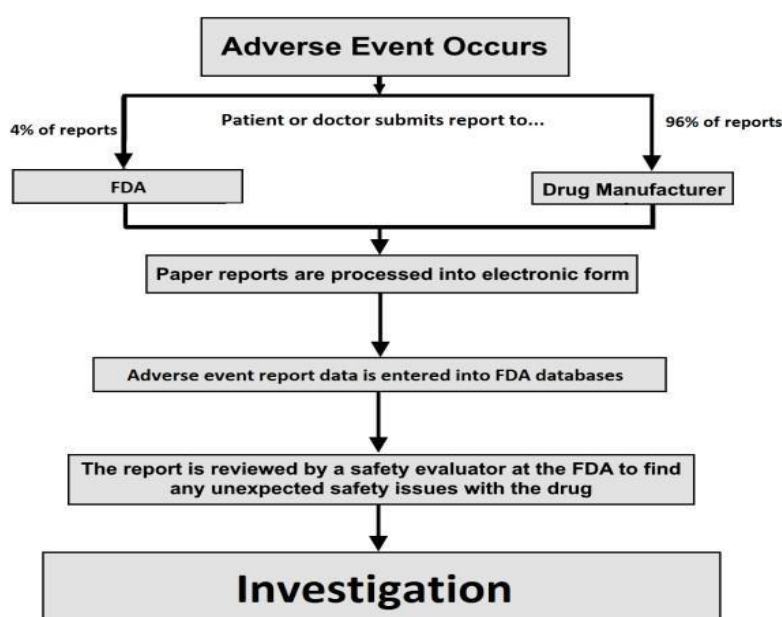 Adverse Event Occurs
4% of reports
Patient or doctor submits report to...
96% of reports
FDA
Drug Manufacturer
Paper reports are processed into electronic form
Adverse event report data is entered into FDA databases
The report is reviewed by a safety evaluator at the FDA to find
any unexpected safety issues with the drug
Investigation